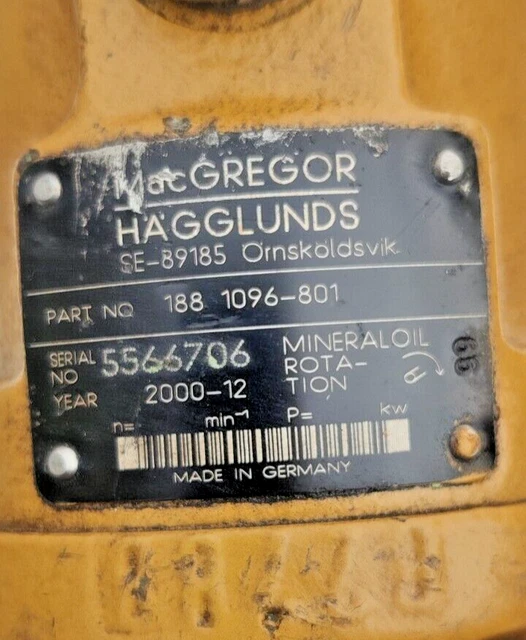 MacGREGOR
HÄGGLUNDS
SE-89185 Örnsköldsvik
PART NO 188 1096-801
SERIAL NO 5566706
YEAR 2000-12
MINERALOIL
ROTA-
TION
n= min⁻¹ P= kw
MADE IN GERMANY